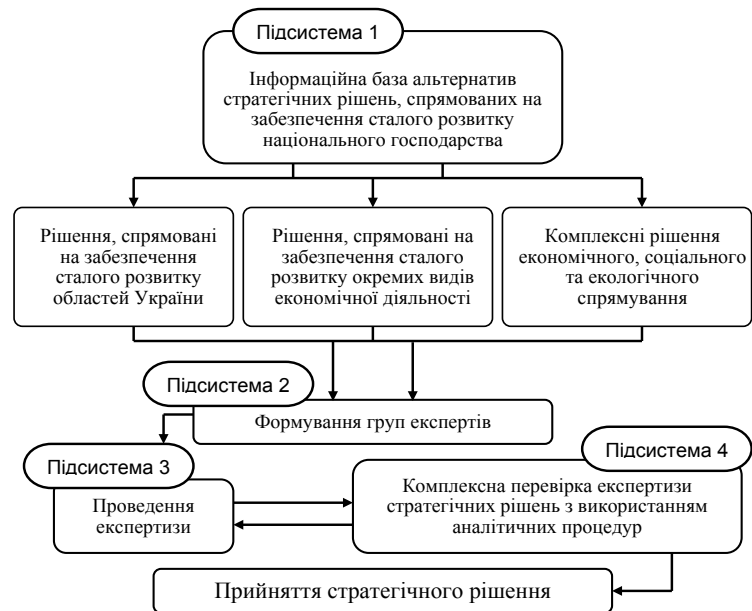 Підсистема 1
Інформаційна база альтернатив
стратегічних рішень, спрямованих на
забезпечення сталого розвитку
національного господарства
Рішення, спрямовані
на забезпечення
сталого розвитку
областей України
Рішення, спрямовані на
забезпечення сталого
розвитку окремих видів
економічної діяльності
Комплексні рішення
економічного, соціального
та екологічного
спрямування
Підсистема 2
Формування груп експертів
Підсистема 3
Проведення
експертизи
Підсистема 4
Комплексна перевірка експертизи
стратегічних рішень з використанням
аналітичних процедур
Прийняття стратегічного рішення